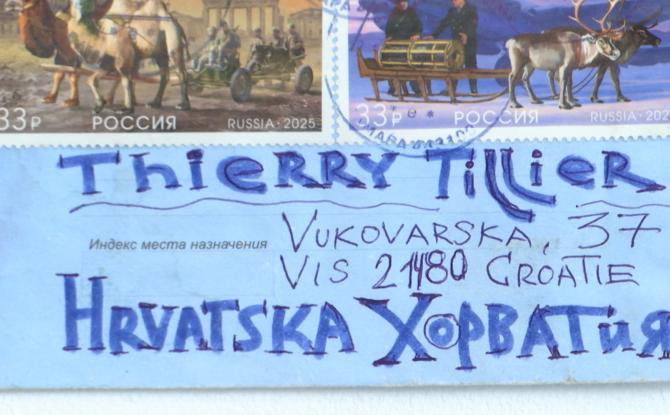 33 ₽ РОССИЯ RUSSIA • 2025
33 ₽ РОССИЯ RUSSIA • 202
Thierry Tillier
Индекс места назначения
VUKOVARSKA, 37
VIS 21480 CROATIE
HRVATSKA ХОРВАТИЯ